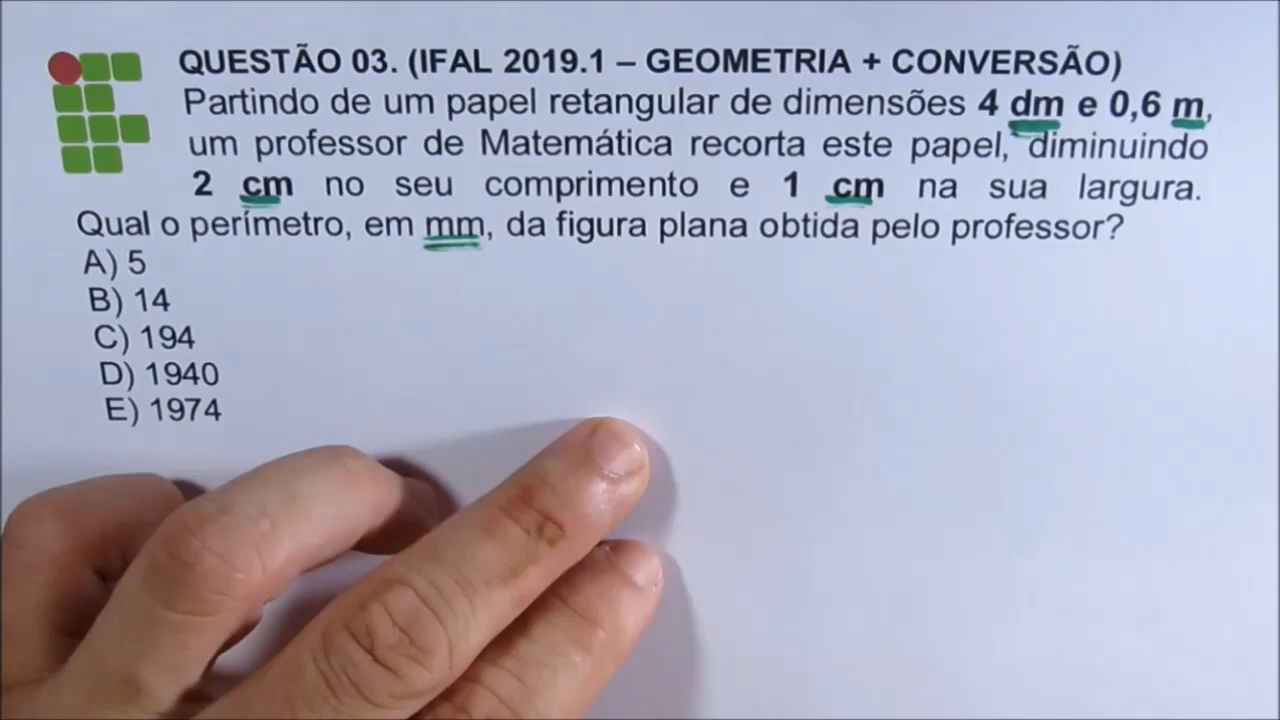 QUESTÃO 03. (IFAL 2019.1 – GEOMETRIA + CONVERSÃO)
Partindo de um papel retangular de dimensões 4 dm e 0,6 m,
um professor de Matemática recorta este papel, diminuindo
2 cm no seu comprimento e 1 cm na sua largura.
Qual o perímetro, em mm, da figura plana obtida pelo professor?
A) 5
B) 14
C) 194
D) 1940
E) 1974